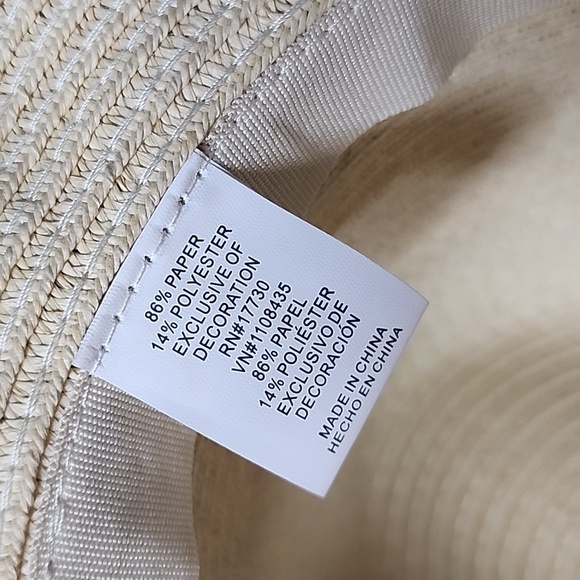 86% PAPER
14% POLYESTER
EXCLUSIVE OF
DECORATION
RN#17730
VN#1108435
86% PAPEL
14% POLIÉSTER
EXCLUSIVO DE
DECORACIÓN
MADE IN CHINA
HECHO EN CHINA